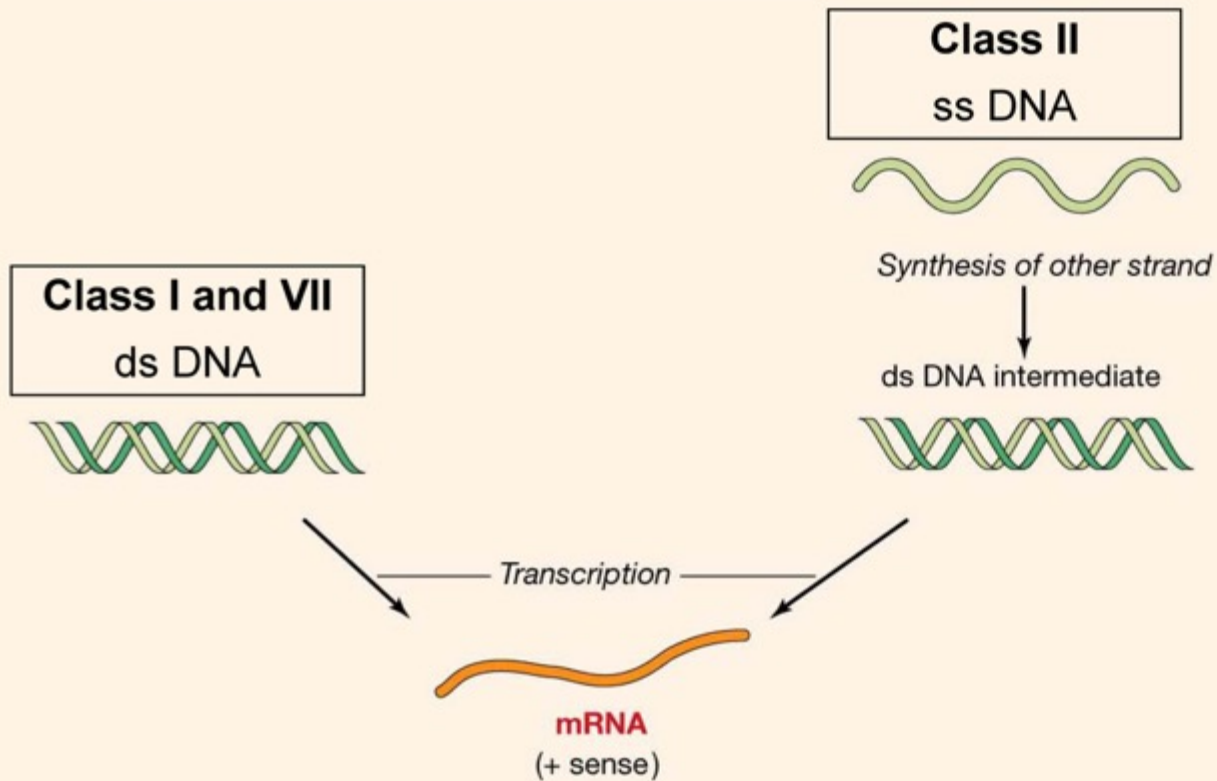 Class II
ss DNA
Synthesis of other strand
Class I and VII
ds DNA
ds DNA intermediate
Transcription
mRNA
(+ sense)